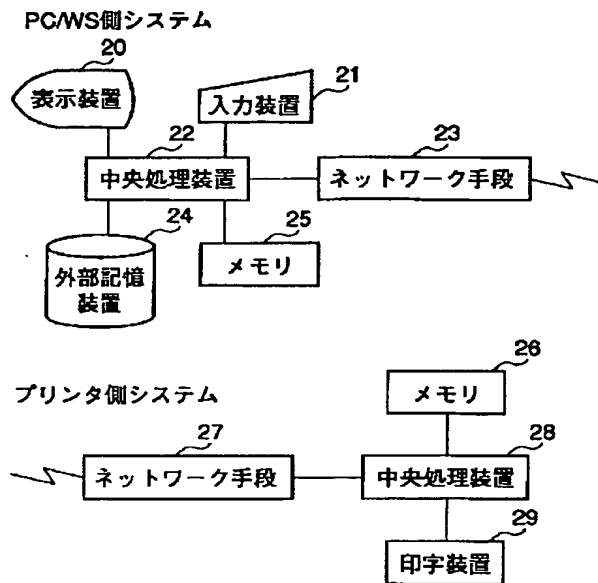 PC/WS側システム
20
表示装置
21
入力装置
22
中央処理装置
23
ネットワーク手段
24
外部記憶
装置
25
メモリ
プリンタ側システム
26
メモリ
27
ネットワーク手段
28
中央処理装置
29
印字装置